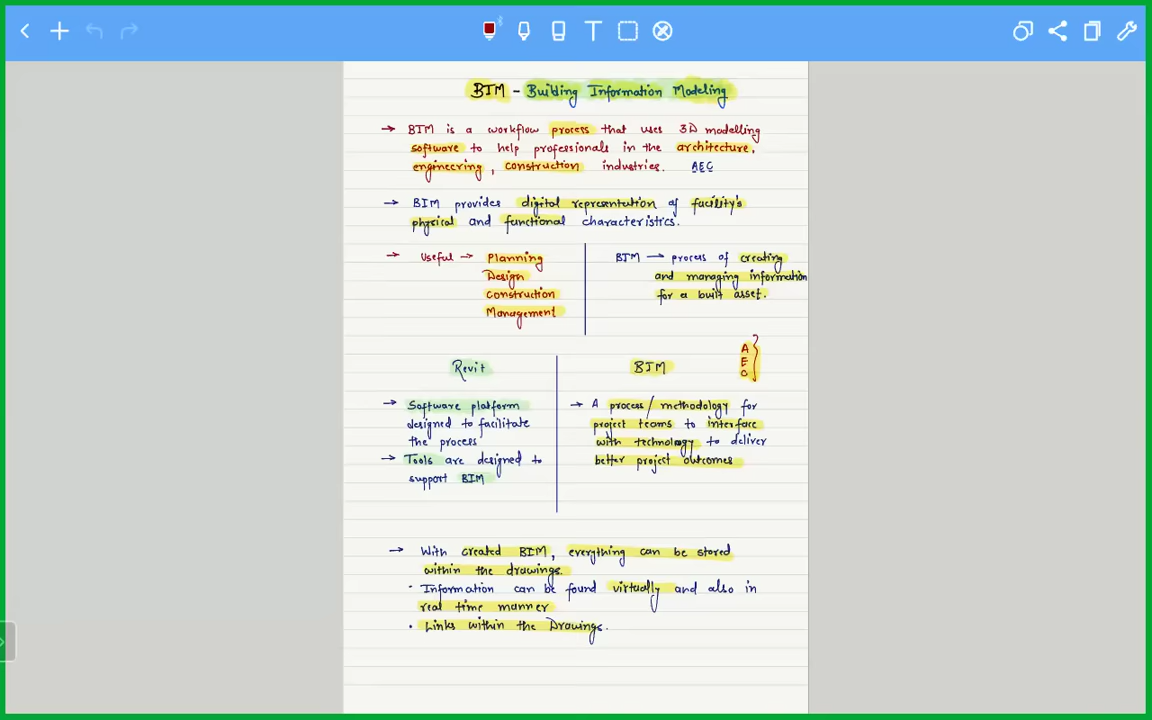 BIM - Building Information Modeling
→ BIM is a workflow process that uses 3D modelling
software to help professionals in the architecture,
engineering, construction industries. AEC
→ BIM provides digital representation of facility's
physical and functional characteristics.
→ Useful → Planning
Design
Construction
Management
BIM → process of creating
and managing information
for a built asset.
A
E
C
Revit
→ Software platform
designed to facilitate
the process
→ Tools are designed to
support BIM
BIM
→ A process/methodology for
project teams to interface
with technology to deliver
better project outcomes
→ With created BIM, everything can be stored
within the drawings.
· Information can be found virtually and also in
real time manner
· Links within the Drawings.